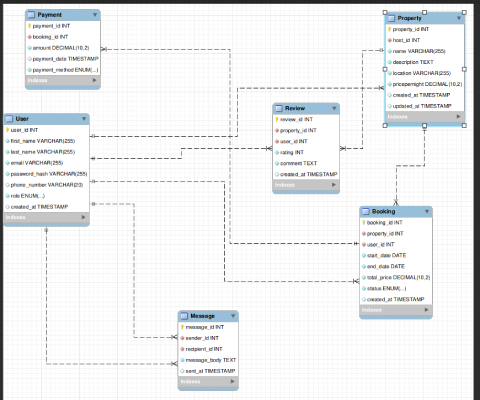 Payment
payment_id INT
booking_id INT
amount DECIMAL(10,2)
payment_date TIMESTAMP
payment_method ENUM(...)
Indexes
Property
property_id INT
host_id INT
name VARCHAR(255)
description TEXT
location VARCHAR(255)
pricepernight DECIMAL(10,2)
created_at TIMESTAMP
updated_at TIMESTAMP
Indexes
User
user_id INT
first_name VARCHAR(255)
last_name VARCHAR(255)
email VARCHAR(255)
password_hash VARCHAR(255)
phone_number VARCHAR(20)
role ENUM(...)
created_at TIMESTAMP
Indexes
Review
review_id INT
property_id INT
user_id INT
rating INT
comment TEXT
created_at TIMESTAMP
Indexes
Booking
booking_id INT
property_id INT
user_id INT
start_date DATE
end_date DATE
total_price DECIMAL(10,2)
status ENUM(...)
created_at TIMESTAMP
Indexes
Message
message_id INT
sender_id INT
recipient_id INT
message_body TEXT
sent_at TIMESTAMP
Indexes